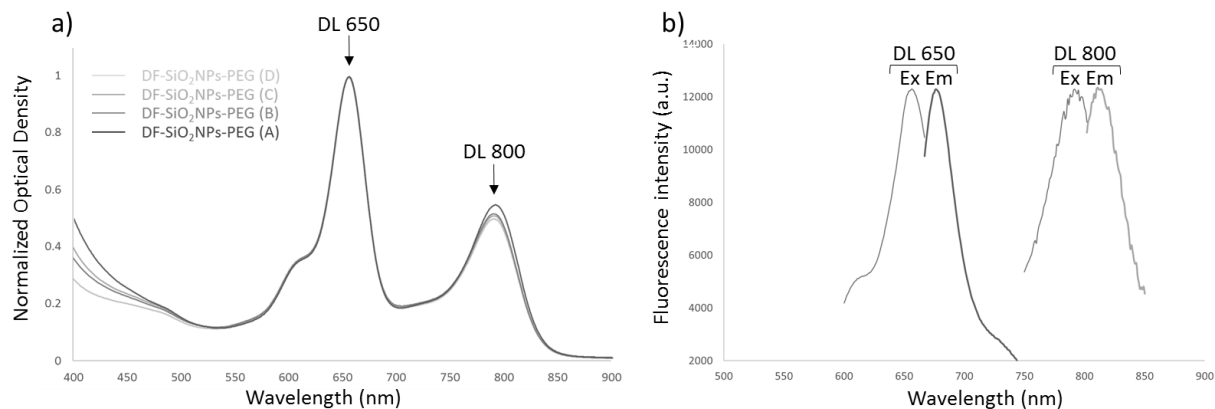 a)
DL 650
DL 800
DF-SiO2NPs-PEG (D)
DF-SiO2NPs-PEG (C)
DF-SiO2NPs-PEG (B)
DF-SiO2NPs-PEG (A)
Normalized Optical Density
1
0.8
0.6
0.4
0.2
0
400 450 500 550 600 650 700 750 800 850 900
Wavelength (nm)
b)
DL 650 DL 800
Ex Em Ex Em
Fluorescence intensity (a.u.)
14000
12000
10000
8000
6000
4000
2000
500 550 600 650 700 750 800 850 900
Wavelength (nm)